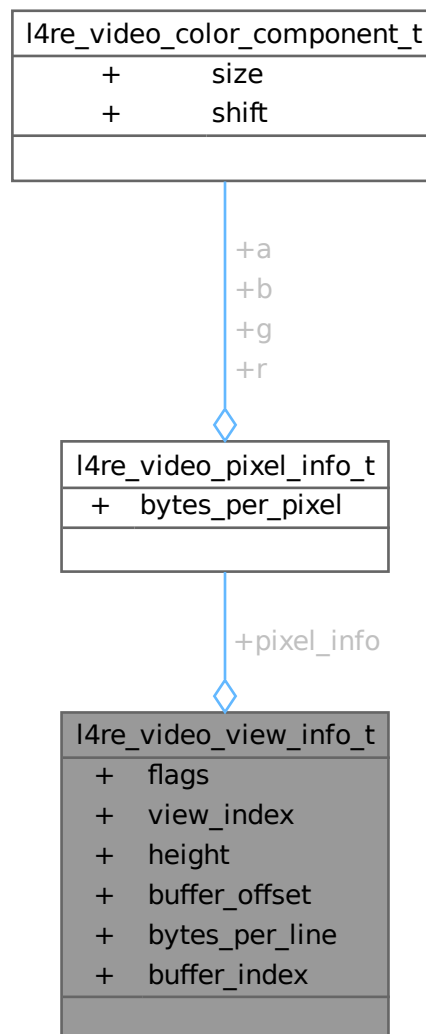 l4re_video_color_component_t
+ size
+ shift
+a
+b
+g
+r
l4re_video_pixel_info_t
+ bytes_per_pixel
+pixel_info
l4re_video_view_info_t
+ flags
+ view_index
+ height
+ buffer_offset
+ bytes_per_line
+ buffer_index